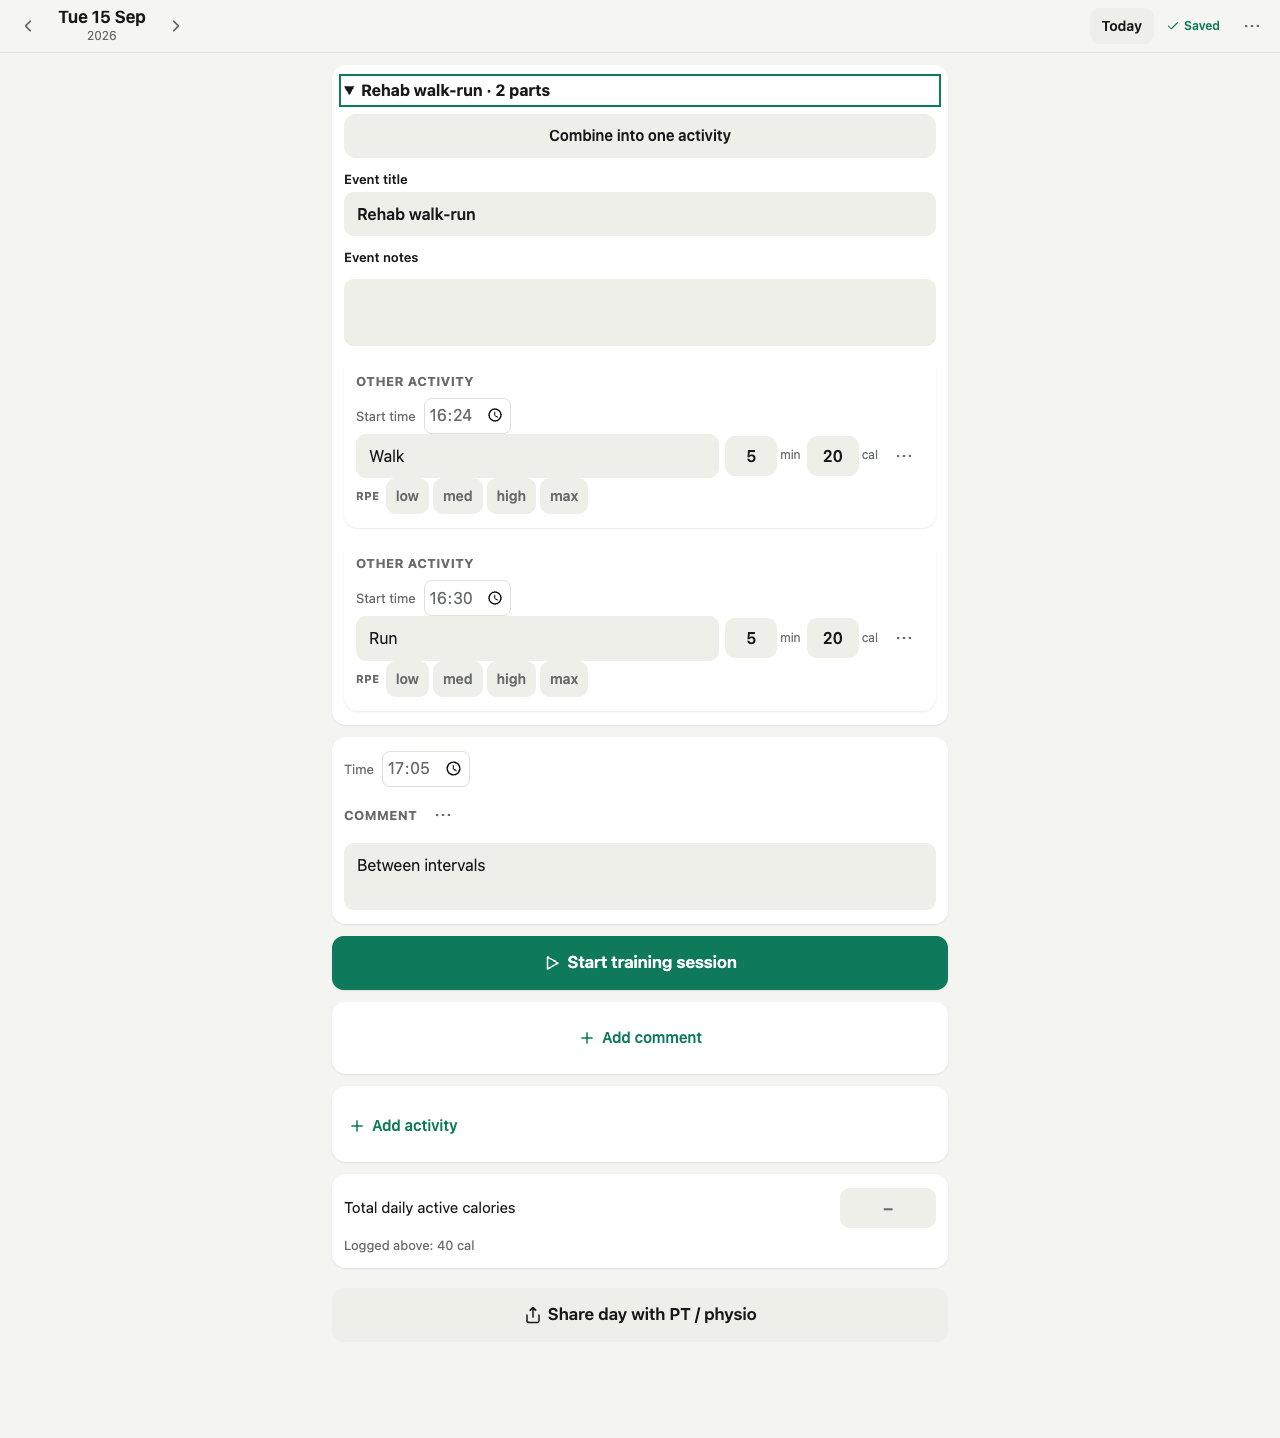 Tue 15 Sep
2026
Today
Saved
Rehab walk-run · 2 parts
Combine into one activity
Event title
Rehab walk-run
Event notes
OTHER ACTIVITY
Start time 16:24
Walk 5 min 20 cal
RPE low med high max
OTHER ACTIVITY
Start time 16:30
Run 5 min 20 cal
RPE low med high max
Time 17:05
COMMENT
Between intervals
Start training session
Add comment
Add activity
Total daily active calories –
Logged above: 40 cal
Share day with PT / physio